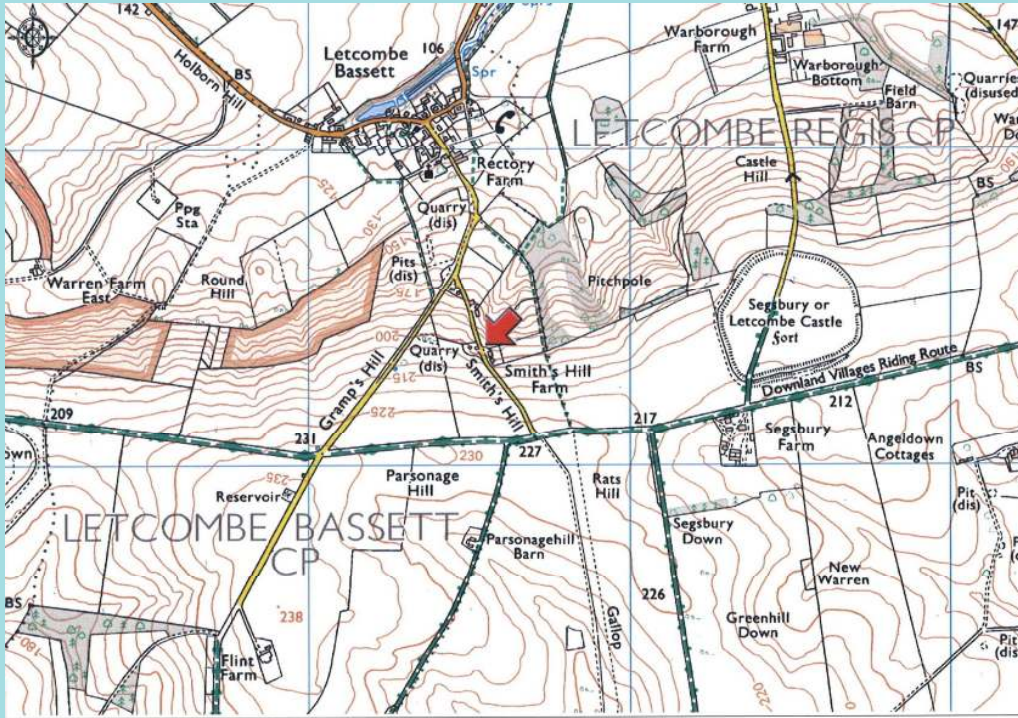 142
Holborn Hill
BS
Letcombe
Bassett
106
Spr
Warborough
Farm
Warborough
Bottom
Field
Barn
147
Quarries
(disused
LETCOMBE REGIS CP
Castle
Hill
190
BS
Rectory
Farm
125
130
150
175
200
215
225
Ppg
Sta
Quarry
(dis)
Pits
(dis)
Warren Farm
East
Round
Hill
Pitchpole
Segsbury or
Letcombe Castle
Fort
Quarry
(dis)
Gramp's Hill
Smith's Hill
Smith's Hill
Farm
Downland Villages Riding Route
BS
209
231
230
227
217
212
Segsbury
Farm
Angeldown
Cottages
235
Reservoir
Parsonage
Hill
Rats
Hill
Pit
(dis)
LETCOMBE BASSETT
CP
Parsonagehill
Barn
Segsbury
Down
New
Warren
226
Greenhill
Down
Gallop
BS
238
180
Flint
Farm
220
Pit
(dis